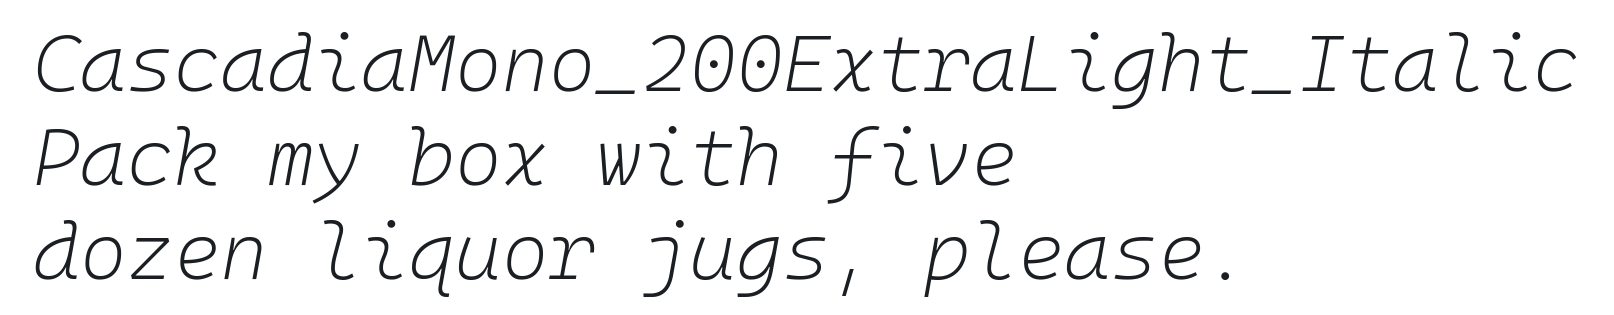 CascadiaMono_200ExtraLight_Italic
Pack my box with five
dozen liquor jugs, please.